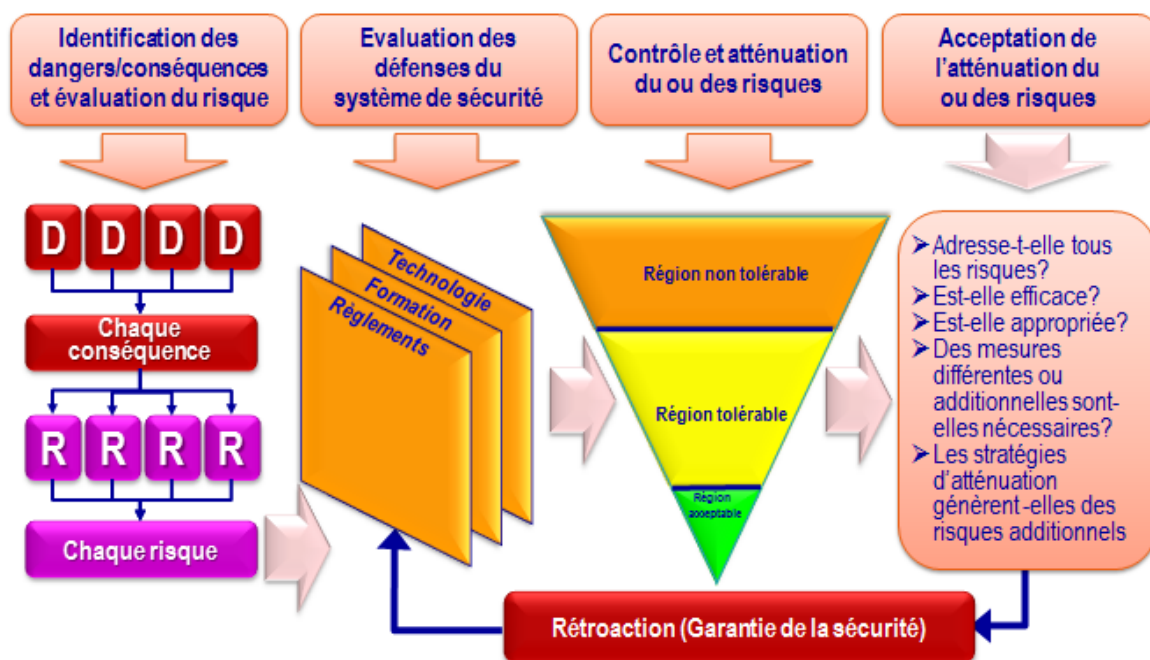 Identification des
dangers/conséquences
et évaluation du risque
Evaluation des
défenses du
système de sécurité
Contrôle et atténuation
du ou des risques
Acceptation de
l'atténuation du
ou des risques
D D D D
Chaque
conséquence
R R R R
Chaque risque
Technologie
Formation
Règlements
Région non tolérable
Région tolérable
Région
acceptable
➢Adresse-t-elle tous
les risques?
➢Est-elle efficace?
➢Est-elle appropriée?
➢Des mesures
différentes ou
additionnelles sont-
elles nécessaires?
➢Les stratégies
d'atténuation
génèrent -elles des
risques additionnels
Rétroaction (Garantie de la sécurité)